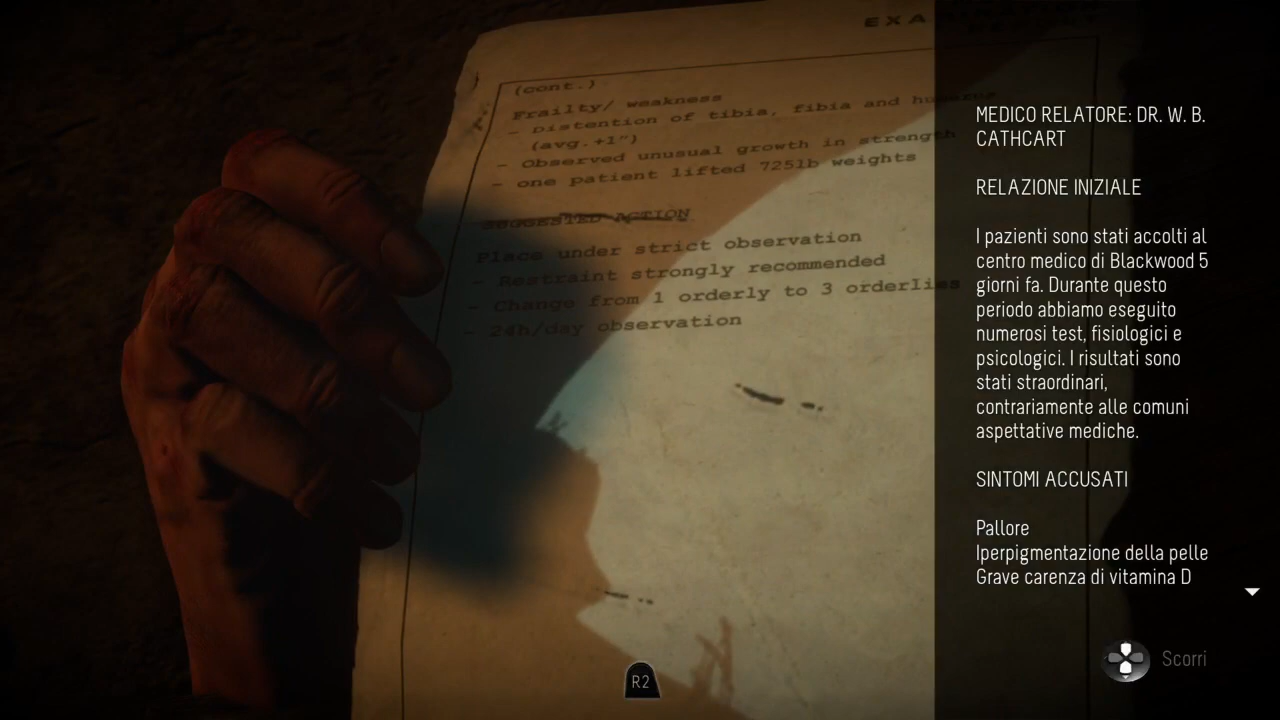 EXA
(cont.)
Frailty/ weakness
- Distention of tibia, fibia and humerus
(avg.+1")
- Observed unusual growth in strength
- one patient lifted 725lb weights
SUGGESTED ACTION
Place under strict observation
- Restraint strongly recommended
- Change from 1 orderly to 3 orderlies
- 24h/day observation
MEDICO RELATORE: DR. W. B.
CATHCART
RELAZIONE INIZIALE
I pazienti sono stati accolti al
centro medico di Blackwood 5
giorni fa. Durante questo
periodo abbiamo eseguito
numerosi test, fisiologici e
psicologici. I risultati sono
stati straordinari,
contrariamente alle comuni
aspettative mediche.
SINTOMI ACCUSATI
Pallore
Iperpigmentazione della pelle
Grave carenza di vitamina D
R2
Scorri